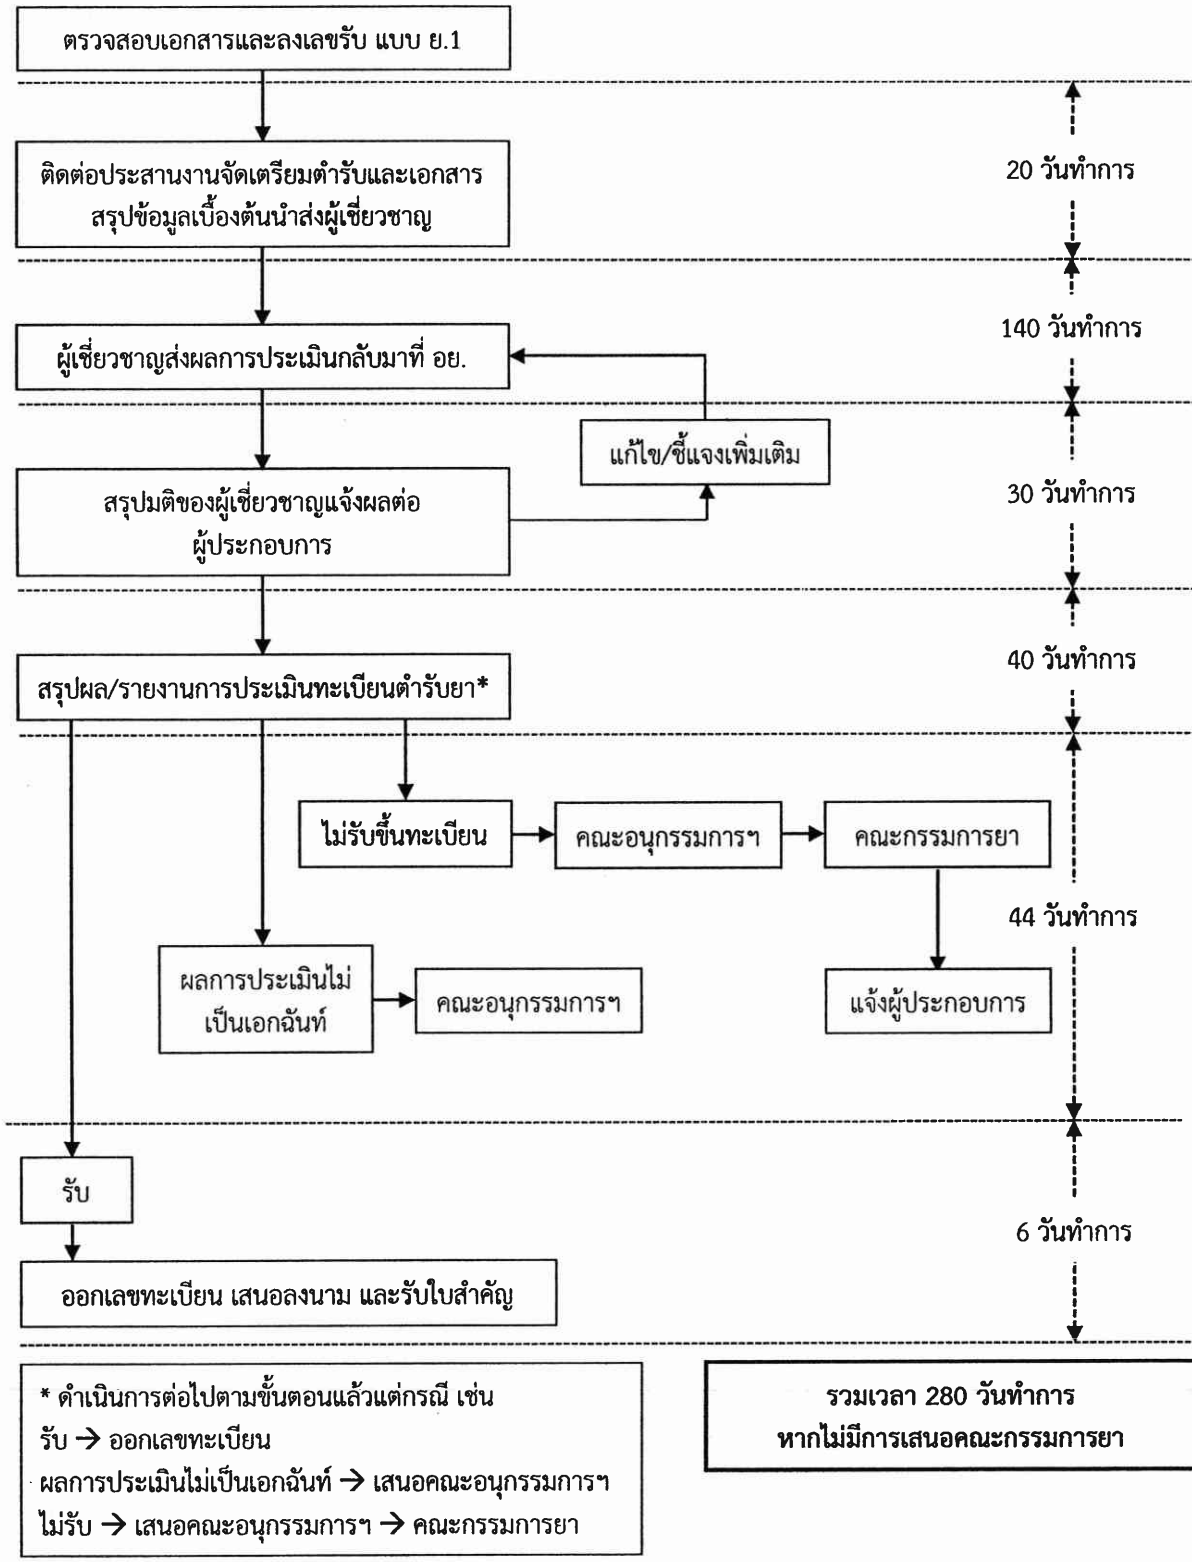 ตรวจสอบเอกสารและลงเลขรับ แบบ ย.1
ติดต่อประสานงานจัดเตรียมตำรับและเอกสาร
สรุปข้อมูลเบื้องต้นนำส่งผู้เชี่ยวชาญ
20 วันทำการ
ผู้เชี่ยวชาญส่งผลการประเมินกลับมาที่ อย.
140 วันทำการ
แก้ไข/ชี้แจงเพิ่มเติม
สรุปมติของผู้เชี่ยวชาญแจ้งผลต่อ
ผู้ประกอบการ
30 วันทำการ
สรุปผล/รายงานการประเมินทะเบียนตำรับยา*
40 วันทำการ
ไม่รับขึ้นทะเบียน
คณะอนุกรรมการฯ
คณะกรรมการยา
44 วันทำการ
ผลการประเมินไม่
เป็นเอกฉันท์
คณะอนุกรรมการฯ
แจ้งผู้ประกอบการ
รับ
6 วันทำการ
ออกเลขทะเบียน เสนอลงนาม และรับใบสำคัญ
* ดำเนินการต่อไปตามขั้นตอนแล้วแต่กรณี เช่น
รับ → ออกเลขทะเบียน
ผลการประเมินไม่เป็นเอกฉันท์ → เสนอคณะอนุกรรมการฯ
ไม่รับ → เสนอคณะอนุกรรมการฯ → คณะกรรมการยา
รวมเวลา 280 วันทำการ
หากไม่มีการเสนอคณะกรรมการยา